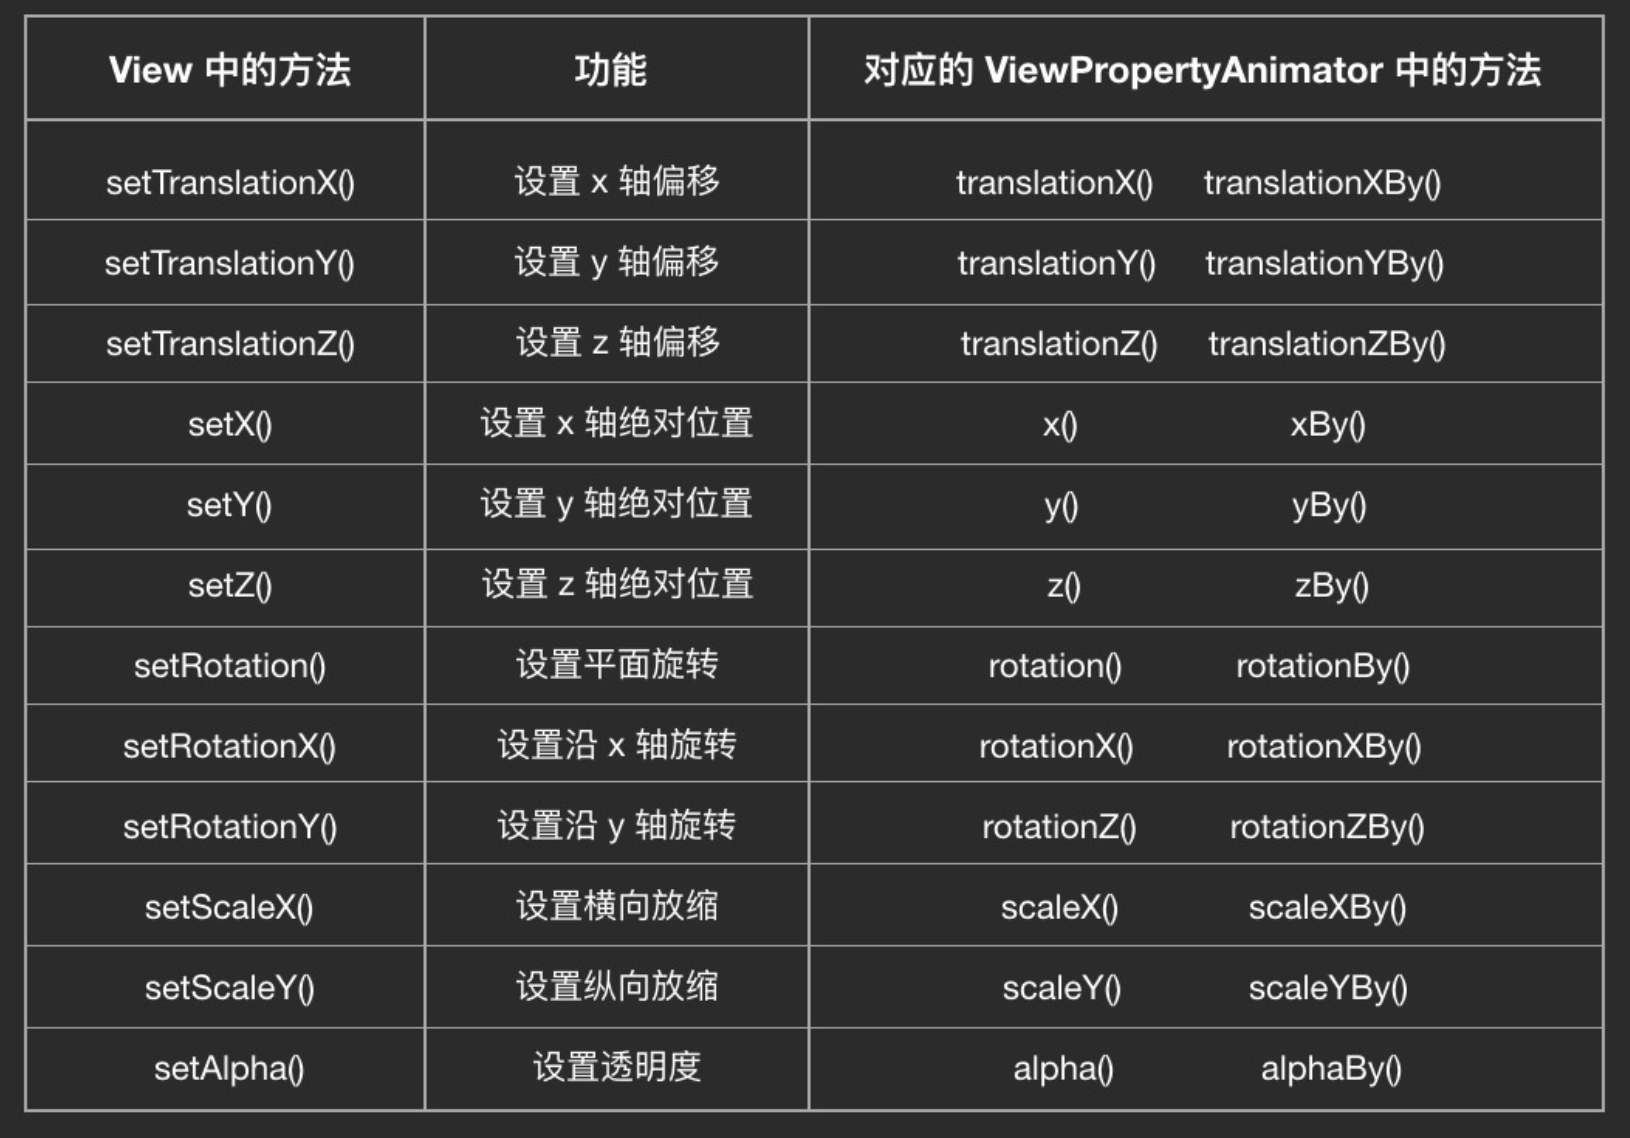 View 中的方法 功能 对应的 ViewPropertyAnimator 中的方法
setTranslationX() 设置 x 轴偏移 translationX() translationXBy()
setTranslationY() 设置 y 轴偏移 translationY() translationYBy()
setTranslationZ() 设置 z 轴偏移 translationZ() translationZBy()
setX() 设置 x 轴绝对位置 x() xBy()
setY() 设置 y 轴绝对位置 y() yBy()
setZ() 设置 z 轴绝对位置 z() zBy()
setRotation() 设置平面旋转 rotation() rotationBy()
setRotationX() 设置沿 x 轴旋转 rotationX() rotationXBy()
setRotationY() 设置沿 y 轴旋转 rotationZ() rotationZBy()
setScaleX() 设置横向放缩 scaleX() scaleXBy()
setScaleY() 设置纵向放缩 scaleY() scaleYBy()
setAlpha() 设置透明度 alpha() alphaBy()